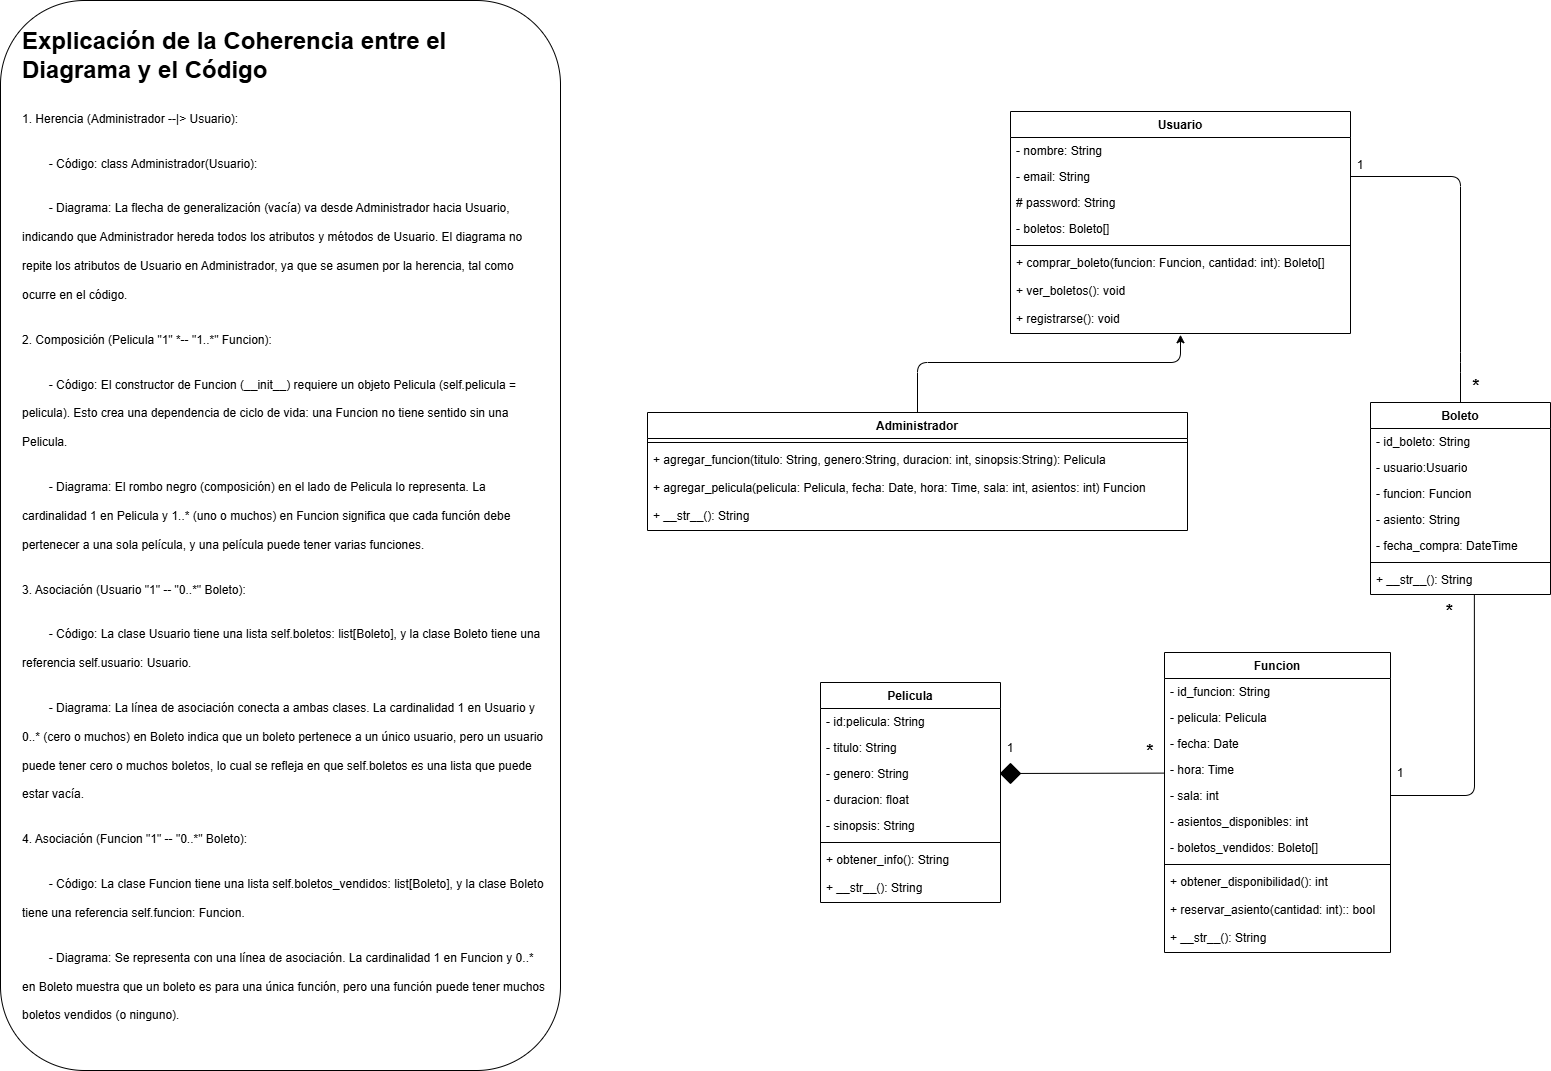 Explicación de la Coherencia entre el
Diagrama y el Código
1. Herencia (Administrador --|> Usuario):
- Código: class Administrador(Usuario):
- Diagrama: La flecha de generalización (vacía) va desde Administrador hacia Usuario,
indicando que Administrador hereda todos los atributos y métodos de Usuario. El diagrama no
repite los atributos de Usuario en Administrador, ya que se asumen por la herencia, tal como
ocurre en el código.
2. Composición (Pelicula "1" *-- "1..*" Funcion):
- Código: El constructor de Funcion (__init__) requiere un objeto Pelicula (self.pelicula =
pelicula). Esto crea una dependencia de ciclo de vida: una Funcion no tiene sentido sin una
Pelicula.
- Diagrama: El rombo negro (composición) en el lado de Pelicula lo representa. La
cardinalidad 1 en Pelicula y 1..* (uno o muchos) en Funcion significa que cada función debe
pertenecer a una sola película, y una película puede tener varias funciones.
3. Asociación (Usuario "1" -- "0..*" Boleto):
- Código: La clase Usuario tiene una lista self.boletos: list[Boleto], y la clase Boleto tiene una
referencia self.usuario: Usuario.
- Diagrama: La línea de asociación conecta a ambas clases. La cardinalidad 1 en Usuario y
0..* (cero o muchos) en Boleto indica que un boleto pertenece a un único usuario, pero un usuario
puede tener cero o muchos boletos, lo cual se refleja en que self.boletos es una lista que puede
estar vacía.
4. Asociación (Funcion "1" -- "0..*" Boleto):
- Código: La clase Funcion tiene una lista self.boletos_vendidos: list[Boleto], y la clase Boleto
tiene una referencia self.funcion: Funcion.
- Diagrama: Se representa con una línea de asociación. La cardinalidad 1 en Funcion y 0..*
en Boleto muestra que un boleto es para una única función, pero una función puede tener muchos
boletos vendidos (o ninguno).
Usuario
- nombre: String
- email: String
# password: String
- boletos: Boleto[]
+ comprar_boleto(funcion: Funcion, cantidad: int): Boleto[]
+ ver_boletos(): void
+ registrarse(): void
1
*
Administrador
+ agregar_funcion(titulo: String, genero:String, duracion: int, sinopsis:String): Pelicula
+ agregar_pelicula(pelicula: Pelicula, fecha: Date, hora: Time, sala: int, asientos: int) Funcion
+ __str__(): String
Boleto
- id_boleto: String
- usuario:Usuario
- funcion: Funcion
- asiento: String
- fecha_compra: DateTime
+ __str__(): String
*
Pelicula
- id:pelicula: String
- titulo: String
- genero: String
- duracion: float
- sinopsis: String
+ obtener_info(): String
+ __str__(): String
1
*
Funcion
- id_funcion: String
- pelicula: Pelicula
- fecha: Date
- hora: Time
- sala: int
- asientos_disponibles: int
- boletos_vendidos: Boleto[]
+ obtener_disponibilidad(): int
+ reservar_asiento(cantidad: int):: bool
+ __str__(): String
1